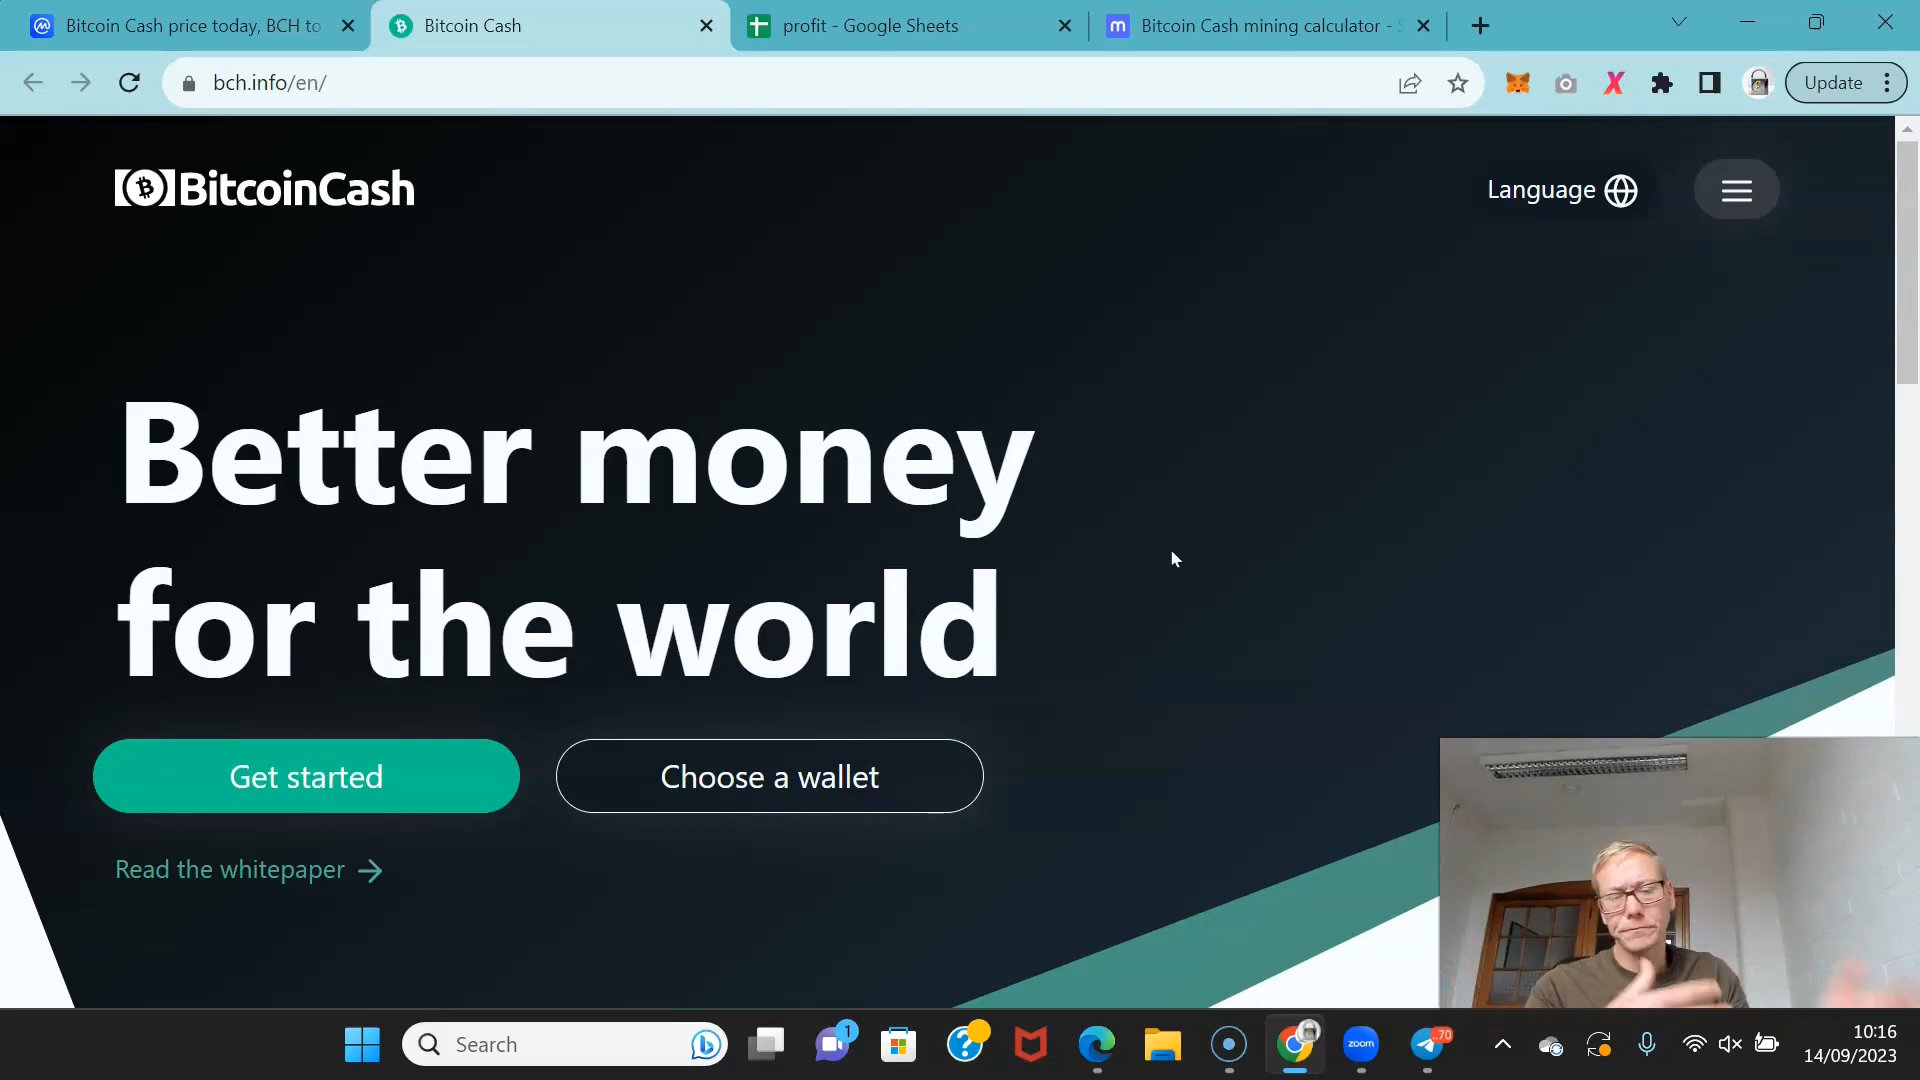 Bitcoin Cash price today, BCH to
Bitcoin Cash
profit - Google Sheets
Bitcoin Cash mining calculator -
bch.info/en/
Update
BitcoinCash
Language
Better money
for the world
Get started
Choose a wallet
Read the whitepaper
Search
1
zoom
70
10:16
14/09/2023